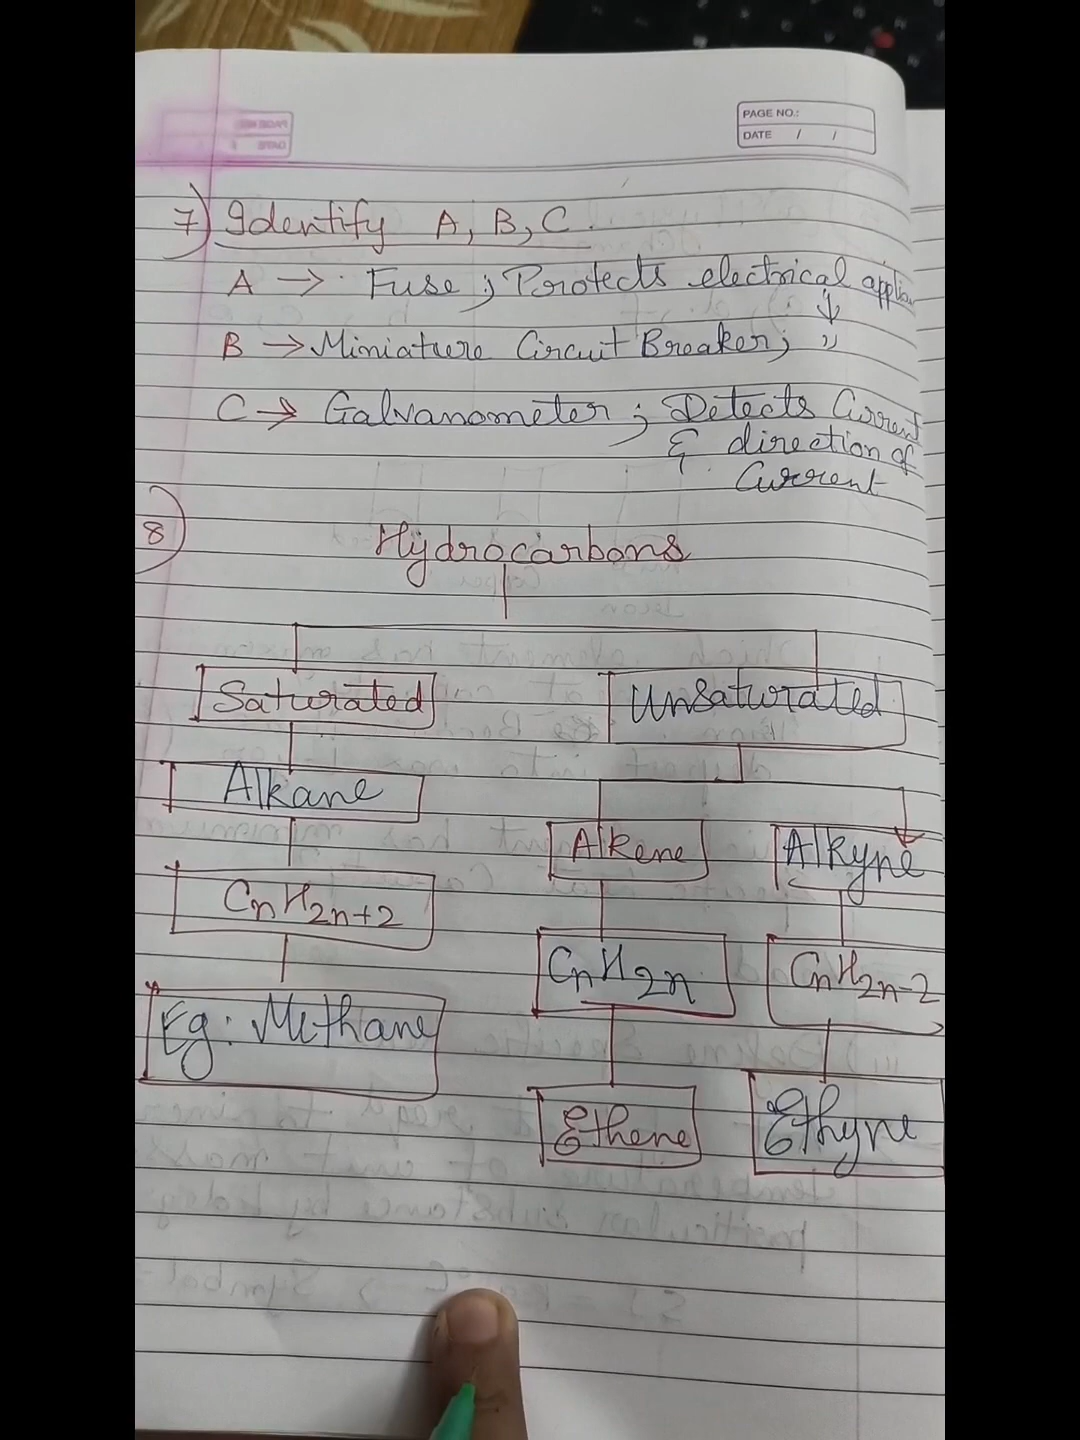 PAGE NO.:
DATE / /
7) Identify A, B, C.
A → Fuse ; Protects electrical
B → Miniature Circuit Breaker; "
C → Galvanometer ; Detects Current
& direction of
Current
8)
Hydrocarbons
Saturated Unsaturated
Alkane
Alkene Alkyne
CnH2n+2
CnH2n CnH2n-2
Eg: Methane
Ethene Ethyne